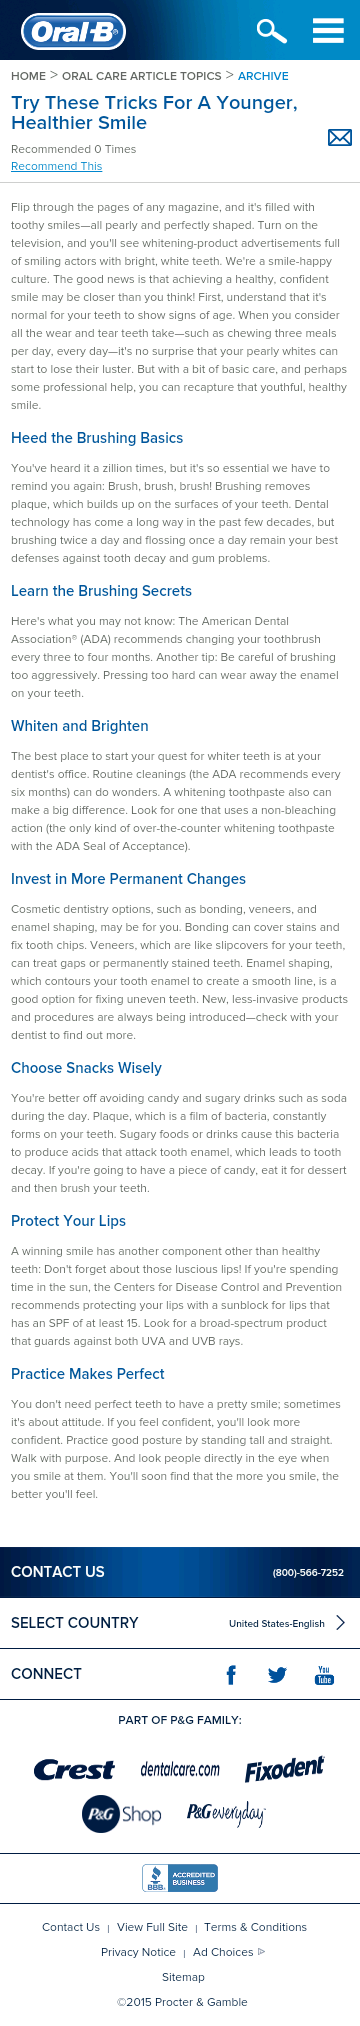 Oral-B®
HOME > ORAL CARE ARTICLE TOPICS > ARCHIVE
Try These Tricks For A Younger,
Healthier Smile
Recommended 0 Times
Recommend This
Flip through the pages of any magazine, and it's filled with
toothy smiles—all pearly and perfectly shaped. Turn on the
television, and you'll see whitening-product advertisements full
of smiling actors with bright, white teeth. We're a smile-happy
culture. The good news is that achieving a healthy, confident
smile may be closer than you think! First, understand that it's
normal for your teeth to show signs of age. When you consider
all the wear and tear teeth take—such as chewing three meals
per day, every day—it's no surprise that your pearly whites can
start to lose their luster. But with a bit of basic care, and perhaps
some professional help, you can recapture that youthful, healthy
smile.
Heed the Brushing Basics
You've heard it a zillion times, but it's so essential we have to
remind you again: Brush, brush, brush! Brushing removes
plaque, which builds up on the surfaces of your teeth. Dental
technology has come a long way in the past few decades, but
brushing twice a day and flossing once a day remain your best
defenses against tooth decay and gum problems.
Learn the Brushing Secrets
Here's what you may not know: The American Dental
Association® (ADA) recommends changing your toothbrush
every three to four months. Another tip: Be careful of brushing
too aggressively. Pressing too hard can wear away the enamel
on your teeth.
Whiten and Brighten
The best place to start your quest for whiter teeth is at your
dentist's office. Routine cleanings (the ADA recommends every
six months) can do wonders. A whitening toothpaste also can
make a big difference. Look for one that uses a non-bleaching
action (the only kind of over-the-counter whitening toothpaste
with the ADA Seal of Acceptance).
Invest in More Permanent Changes
Cosmetic dentistry options, such as bonding, veneers, and
enamel shaping, may be for you. Bonding can cover stains and
fix tooth chips. Veneers, which are like slipcovers for your teeth,
can treat gaps or permanently stained teeth. Enamel shaping,
which contours your tooth enamel to create a smooth line, is a
good option for fixing uneven teeth. New, less-invasive products
and procedures are always being introduced—check with your
dentist to find out more.
Choose Snacks Wisely
You're better off avoiding candy and sugary drinks such as soda
during the day. Plaque, which is a film of bacteria, constantly
forms on your teeth. Sugary foods or drinks cause this bacteria
to produce acids that attack tooth enamel, which leads to tooth
decay. If you're going to have a piece of candy, eat it for dessert
and then brush your teeth.
Protect Your Lips
A winning smile has another component other than healthy
teeth: Don't forget about those luscious lips! If you're spending
time in the sun, the Centers for Disease Control and Prevention
recommends protecting your lips with a sunblock for lips that
has an SPF of at least 15. Look for a broad-spectrum product
that guards against both UVA and UVB rays.
Practice Makes Perfect
You don't need perfect teeth to have a pretty smile; sometimes
it's about attitude. If you feel confident, you'll look more
confident. Practice good posture by standing tall and straight.
Walk with purpose. And look people directly in the eye when
you smile at them. You'll soon find that the more you smile, the
better you'll feel.
CONTACT US (800)-566-7252
SELECT COUNTRY United States-English
CONNECT You Tube
PART OF P&G FAMILY:
Crest dentalcare.com Fixodent
P&G Shop P&G everyday
BBB. ACCREDITED BUSINESS
Contact Us | View Full Site | Terms & Conditions
Privacy Notice | Ad Choices
Sitemap
©2015 Procter & Gamble